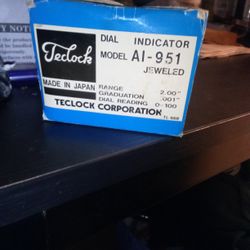 DIAL INDICATOR
Teclock
MODEL AI-951
JEWELED
MADE IN JAPAN
RANGE 2.00"
GRADUATION .001"
DIAL READING 0-100
TECLOCK CORPORATION